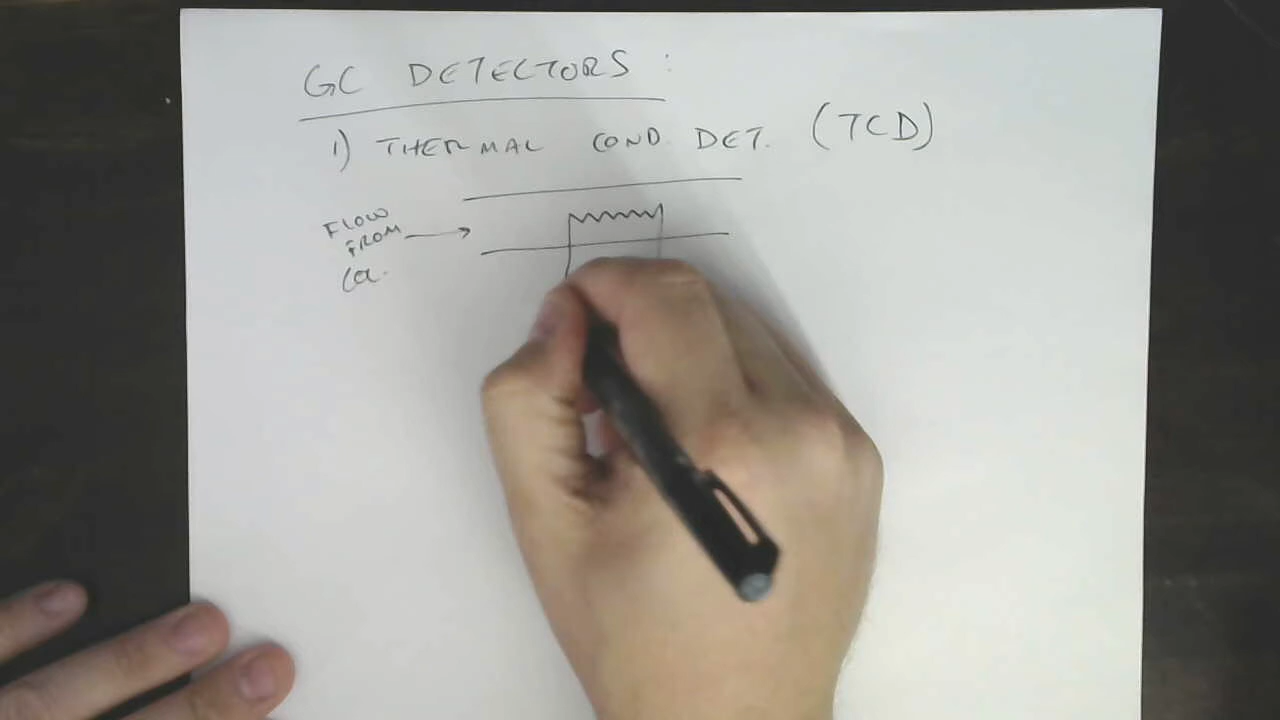 GC DETECTORS :
1) THERMAL COND. DET. (TCD)
FLOW
FROM
Col.